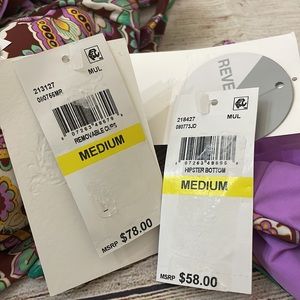 213127
MUL
REMOVABLE CUPS
MEDIUM
MSRP $78.00
REVE
218427
MUL
HIPSTER BOTTOM
MEDIUM
MSRP $58.00